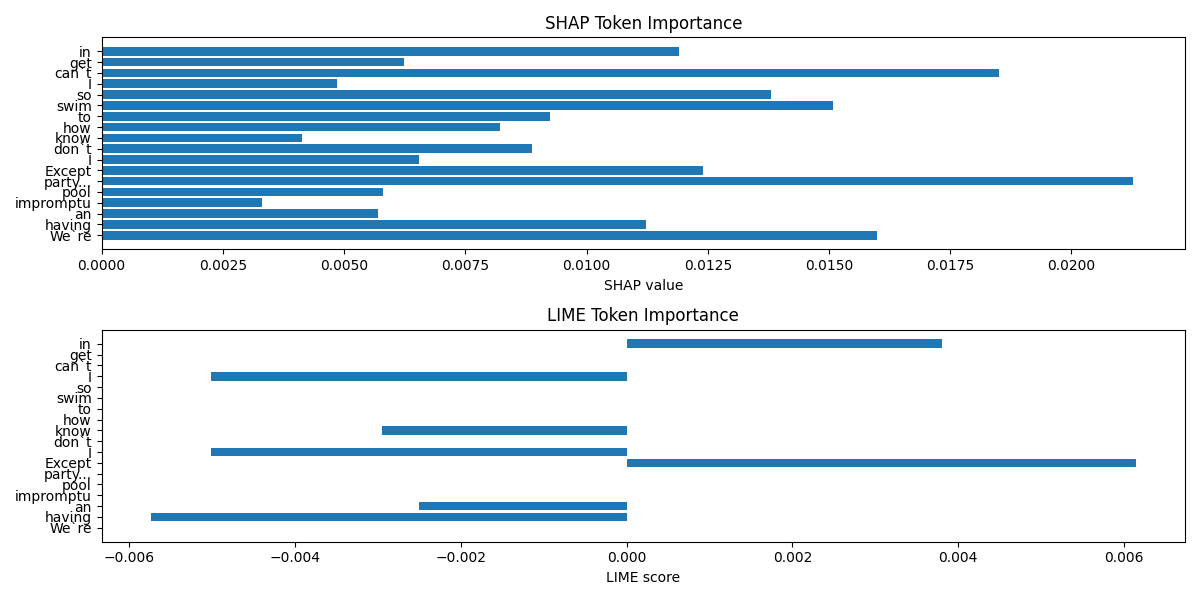 SHAP Token Importance
in
get
can`t
I
so
swim
to
how
know
don`t
I
Except
party...
pool
impromptu
an
having
We`re
0.0000 0.0025 0.0050 0.0075 0.0100 0.0125 0.0150 0.0175 0.0200
SHAP value
LIME Token Importance
in
get
can`t
I
so
swim
to
how
know
don`t
I
Except
party...
pool
impromptu
an
having
We`re
−0.006 −0.004 −0.002 0.000 0.002 0.004 0.006
LIME score